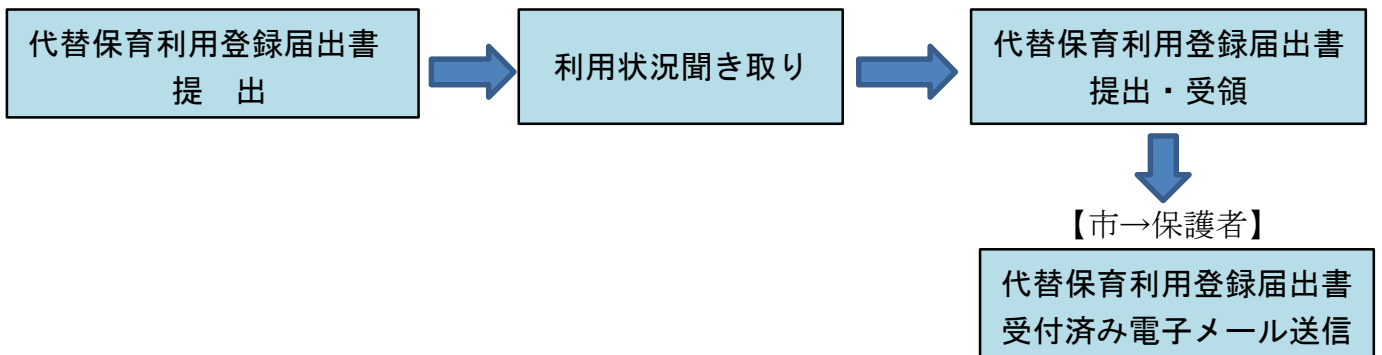 代替保育利用登録届出書
提　出
利用状況聞き取り
代替保育利用登録届出書
提出・受領
【市→保護者】
代替保育利用登録届出書
受付済み電子メール送信